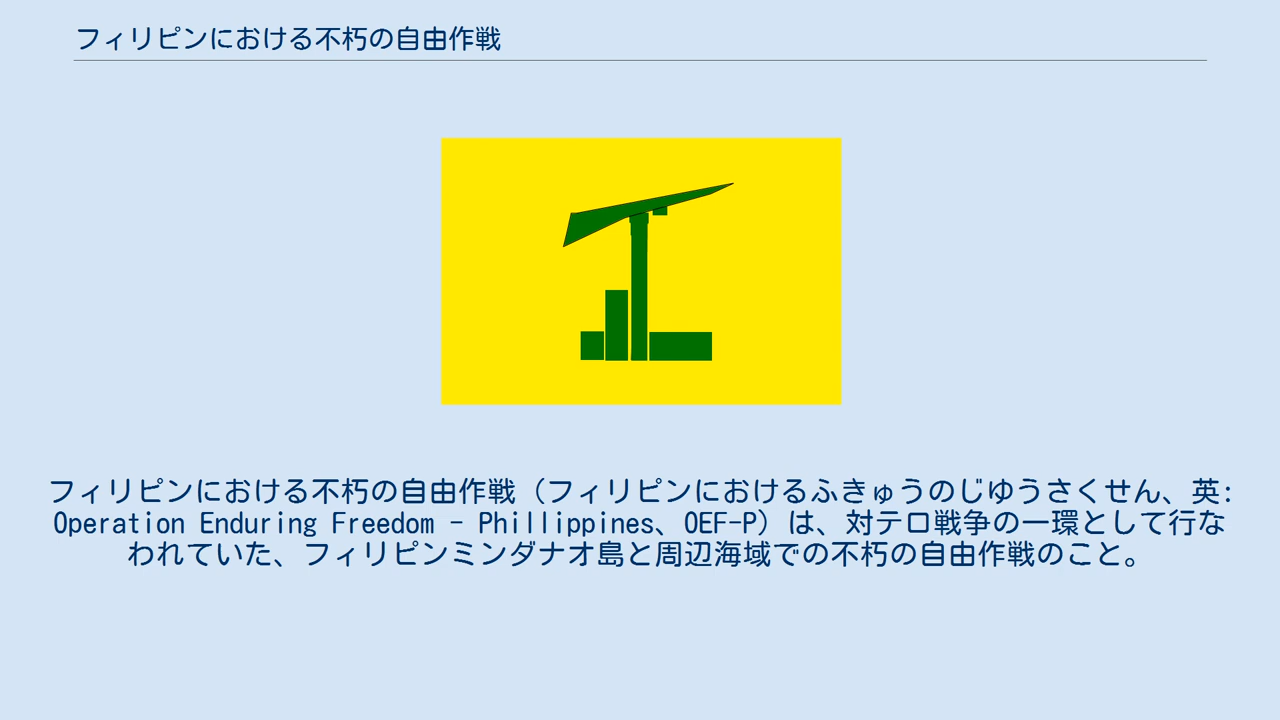 フィリピンにおける不朽の自由作戦
フィリピンにおける不朽の自由作戦（フィリピンにおけるふきゅうのじゆうさくせん、英:
Operation Enduring Freedom - Phillippines、OEF-P）は、対テロ戦争の一環として行な
われていた、フィリピンミンダナオ島と周辺海域での不朽の自由作戦のこと。